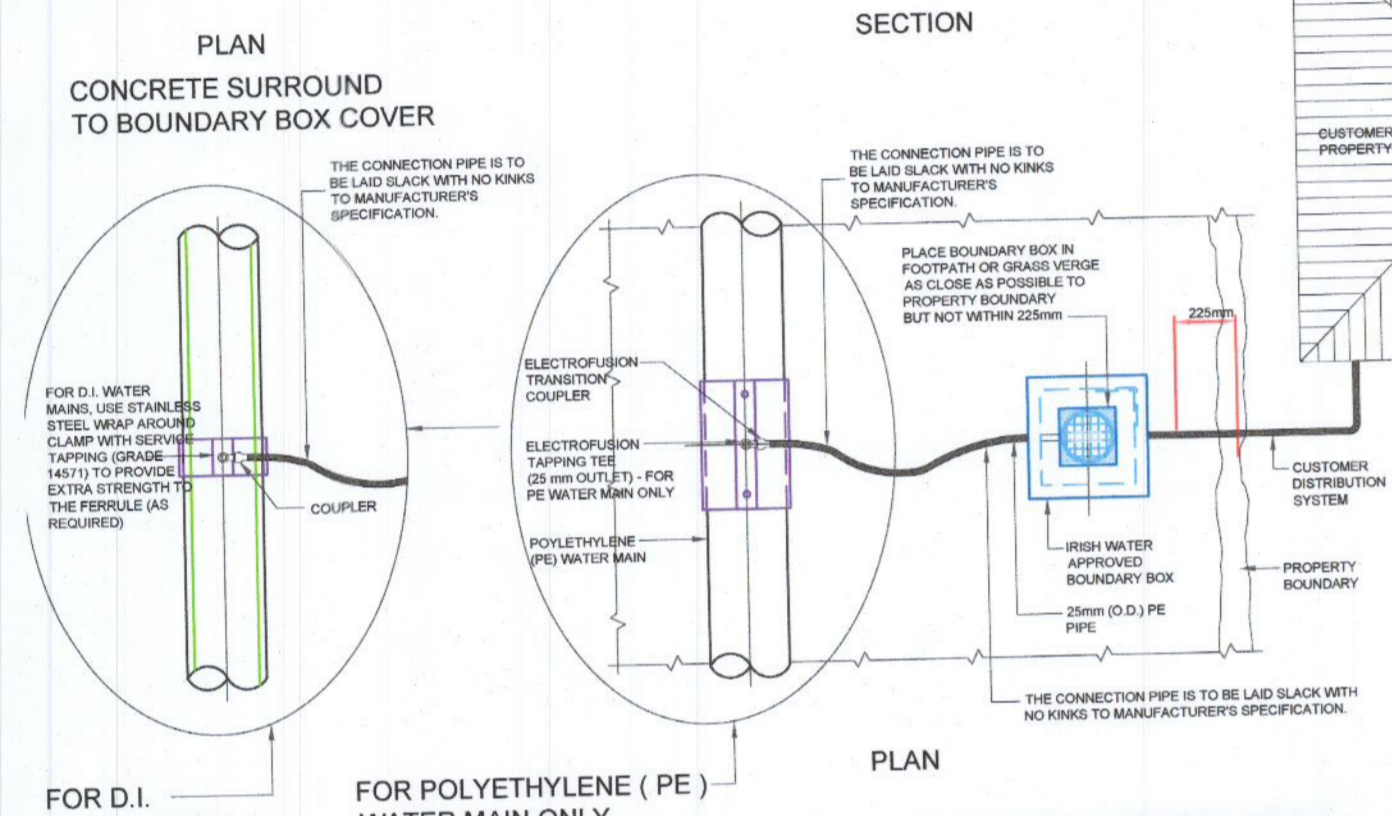 PLAN
CONCRETE SURROUND
TO BOUNDARY BOX COVER
SECTION
CUSTOMER
PROPERTY
THE CONNECTION PIPE IS TO
BE LAID SLACK WITH NO KINKS
TO MANUFACTURER'S
SPECIFICATION.
THE CONNECTION PIPE IS TO
BE LAID SLACK WITH NO KINKS
TO MANUFACTURER'S
SPECIFICATION.
PLACE BOUNDARY BOX IN
FOOTPATH OR GRASS VERGE
AS CLOSE AS POSSIBLE TO
PROPERTY BOUNDARY
BUT NOT WITHIN 225mm
225mm
FOR D.I. WATER
MAINS, USE STAINLESS
STEEL WRAP AROUND
CLAMP WITH SERVICE
TAPPING (GRADE
14571) TO PROVIDE
EXTRA STRENGTH TO
THE FERRULE (AS
REQUIRED)
COUPLER
ELECTROFUSION
TRANSITION
COUPLER
ELECTROFUSION
TAPPING TEE
(25 mm OUTLET) - FOR
PE WATER MAIN ONLY
POYLETHYLENE
(PE) WATER MAIN
CUSTOMER
DISTRIBUTION
SYSTEM
IRISH WATER
APPROVED
BOUNDARY BOX
PROPERTY
BOUNDARY
25mm (O.D.) PE
PIPE
THE CONNECTION PIPE IS TO BE LAID SLACK WITH
NO KINKS TO MANUFACTURER'S SPECIFICATION.
PLAN
FOR D.I.
FOR POLYETHYLENE ( PE )
WATER MAIN ONLY